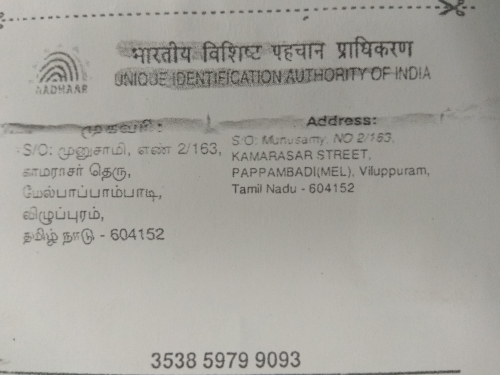 भारतीय विशिष्ट पहचान प्राधिकरण
UNIQUE IDENTIFICATION AUTHORITY OF INDIA
AADHAAR
முகவரி:
S/O: முனுசாமி, எண் 2/163,
காமராசர் தெரு,
மேல்பாப்பாம்பாடி,
விழுப்புரம்,
தமிழ் நாடு - 604152
Address:
S/O: Munusamy, NO 2/163,
KAMARASAR STREET,
PAPPAMBADI(MEL), Viluppuram,
Tamil Nadu - 604152
3538 5979 9093